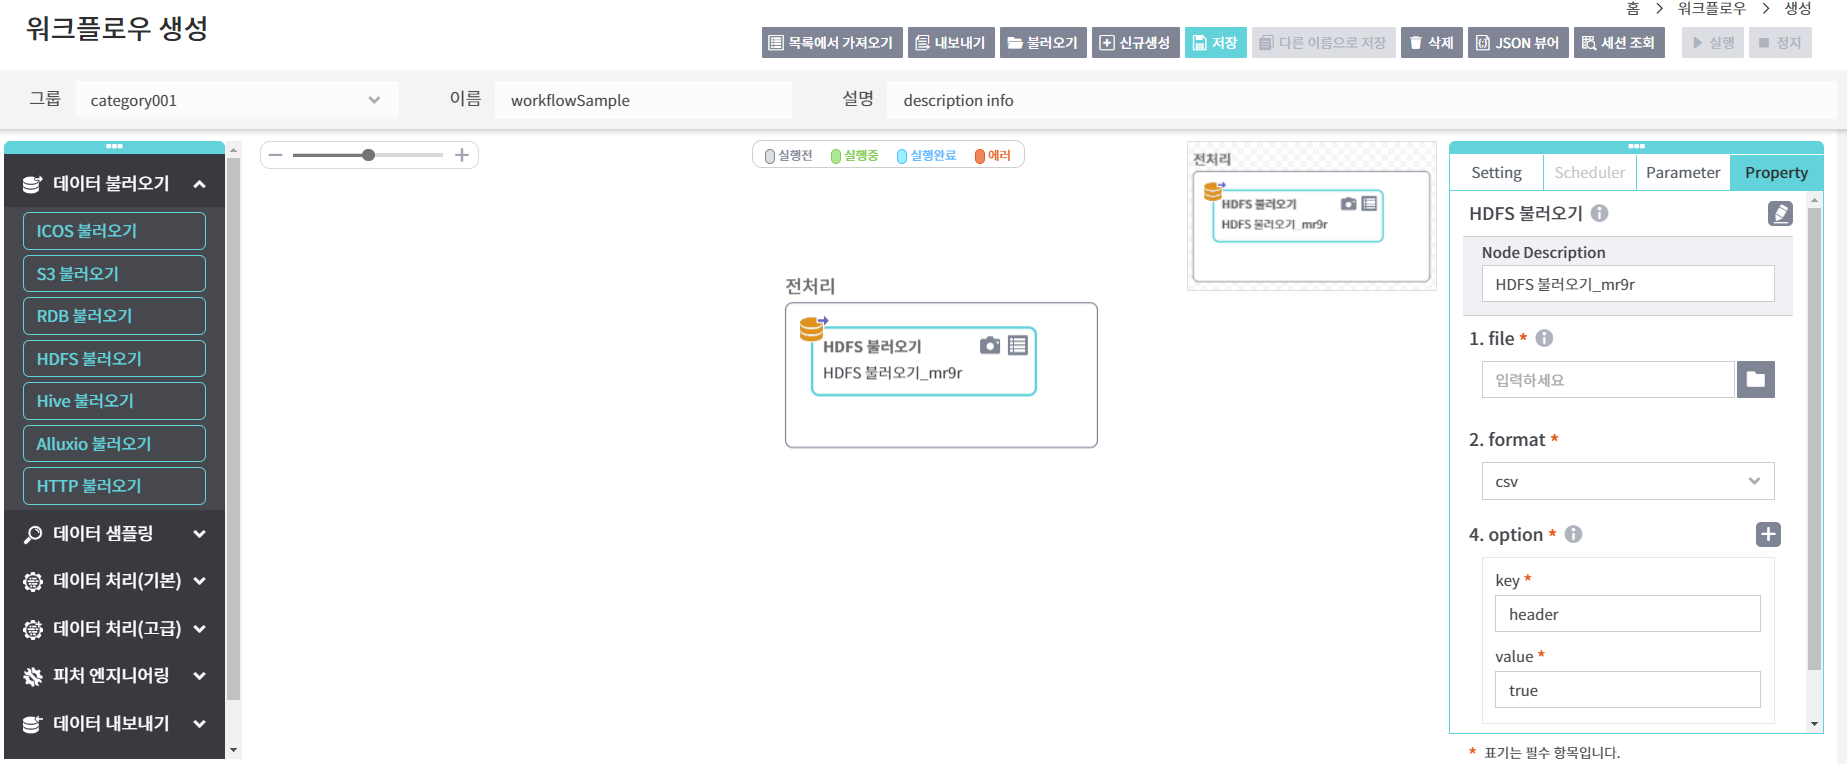 홈 > 워크플로우 > 생성
워크플로우 생성
목록에서 가져오기 내보내기 불러오기 신규생성 저장 다른 이름으로 저장 삭제 JSON 뷰어 세션 조회 실행 정지
그룹 category001 이름 workflowSample 설명 description info
데이터 불러오기
ICOS 불러오기
S3 불러오기
RDB 불러오기
HDFS 불러오기
Hive 불러오기
Alluxio 불러오기
HTTP 불러오기
데이터 샘플링
데이터 처리(기본)
데이터 처리(고급)
피처 엔지니어링
데이터 내보내기
실행전 실행중 실행완료 에러
전처리
HDFS 불러오기
HDFS 불러오기_mr9r
전처리
HDFS 불러오기
HDFS 불러오기_mr9r
Setting Scheduler Parameter Property
HDFS 불러오기
Node Description
HDFS 불러오기_mr9r
1. file *
입력하세요
2. format *
csv
4. option *
key *
header
value *
true
* 표기는 필수 항목입니다.